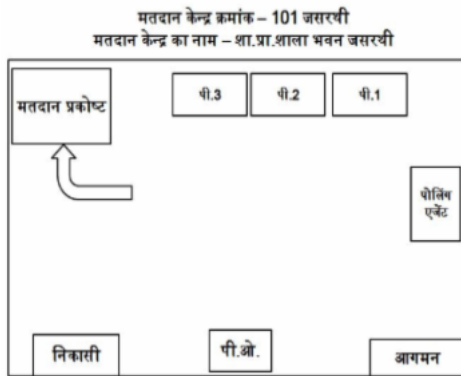 मतदान केन्द्र क्रमांक – 101 जसरथी
मतदान केन्द्र का नाम – शा.प्रा.शाला भवन जसरथी
मतदान प्रकोष्ट
पी.3
पी.2
पी.1
पोलिंग
एजेंट
निकासी
पी.ओ.
आगमन